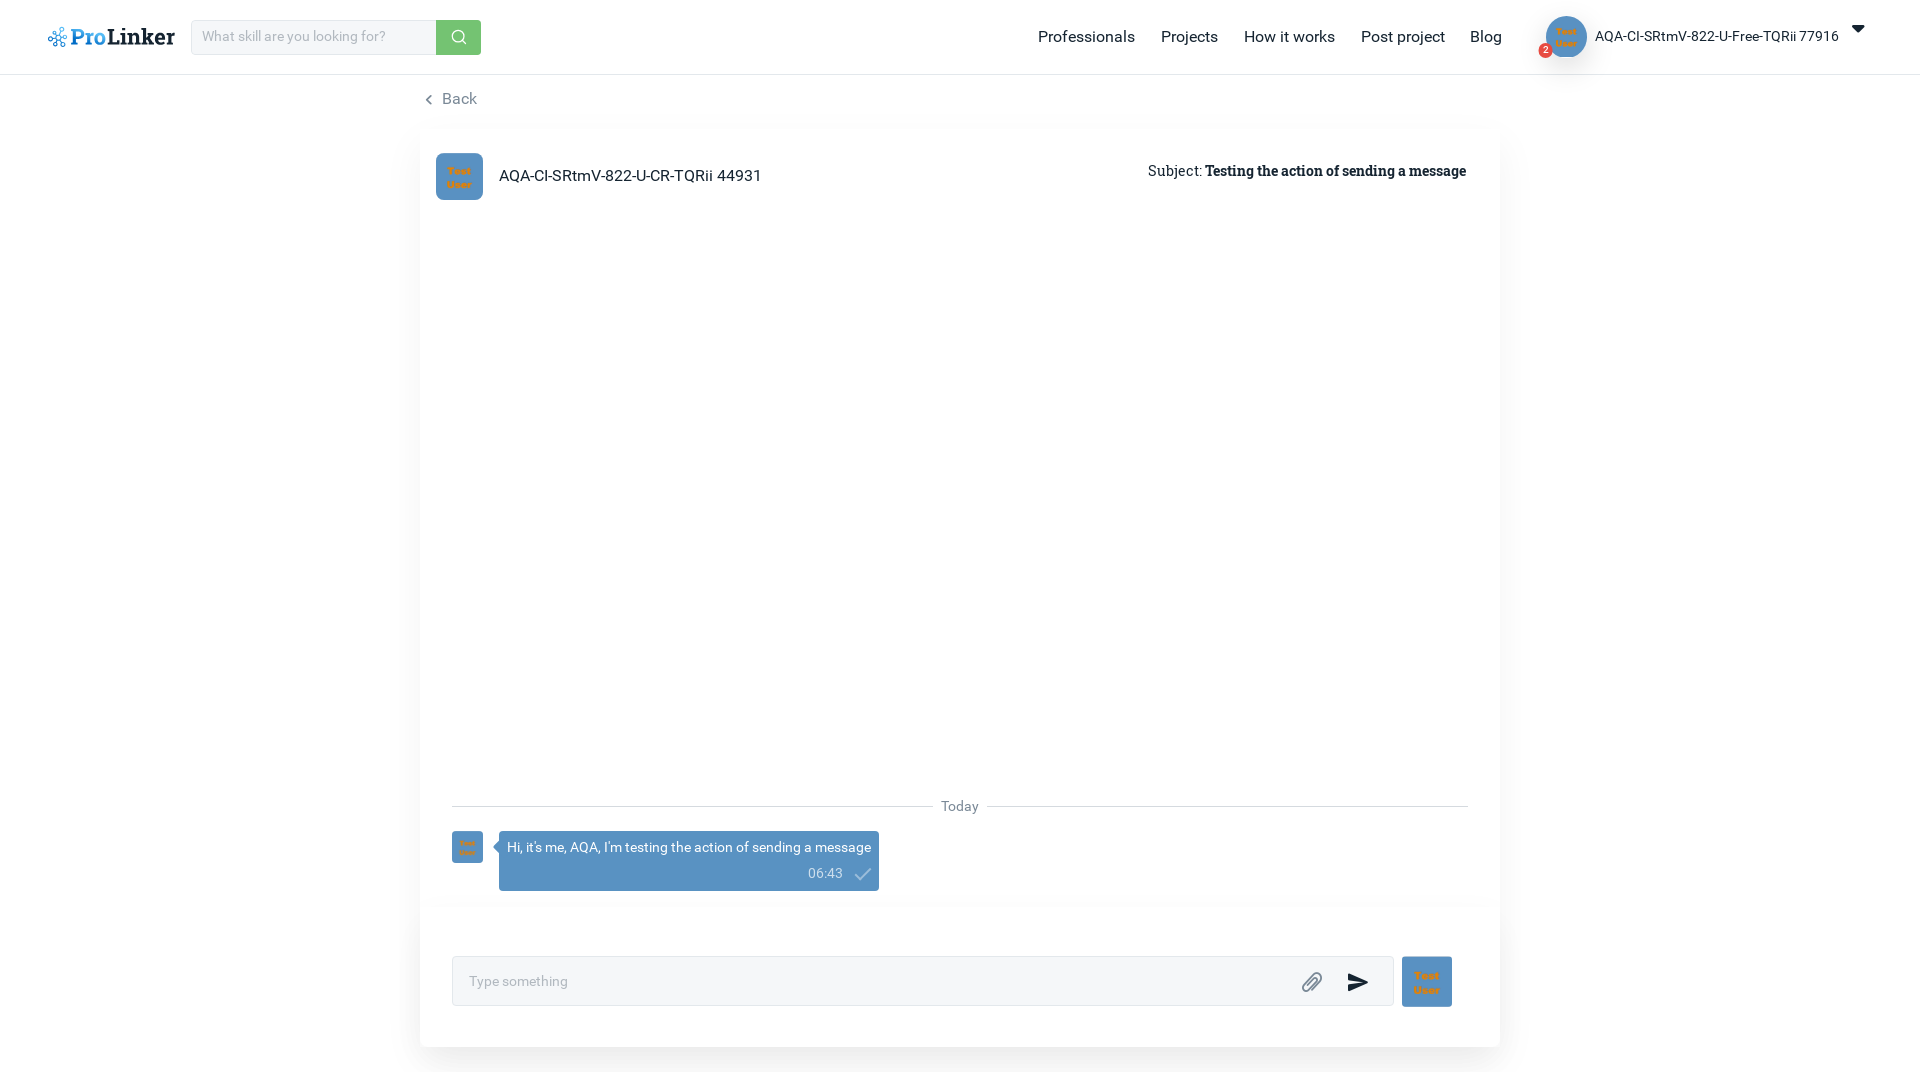 ProLinker
What skill are you looking for?
Professionals
Projects
How it works
Post project
Blog
Test
User
2
AQA-CI-SRtmV-822-U-Free-TQRii 77916
Back
Test
User
AQA-CI-SRtmV-822-U-CR-TQRii 44931
Subject: Testing the action of sending a message
Today
Test
User
Hi, it's me, AQA, I'm testing the action of sending a message
06:43
Type something
Test
User